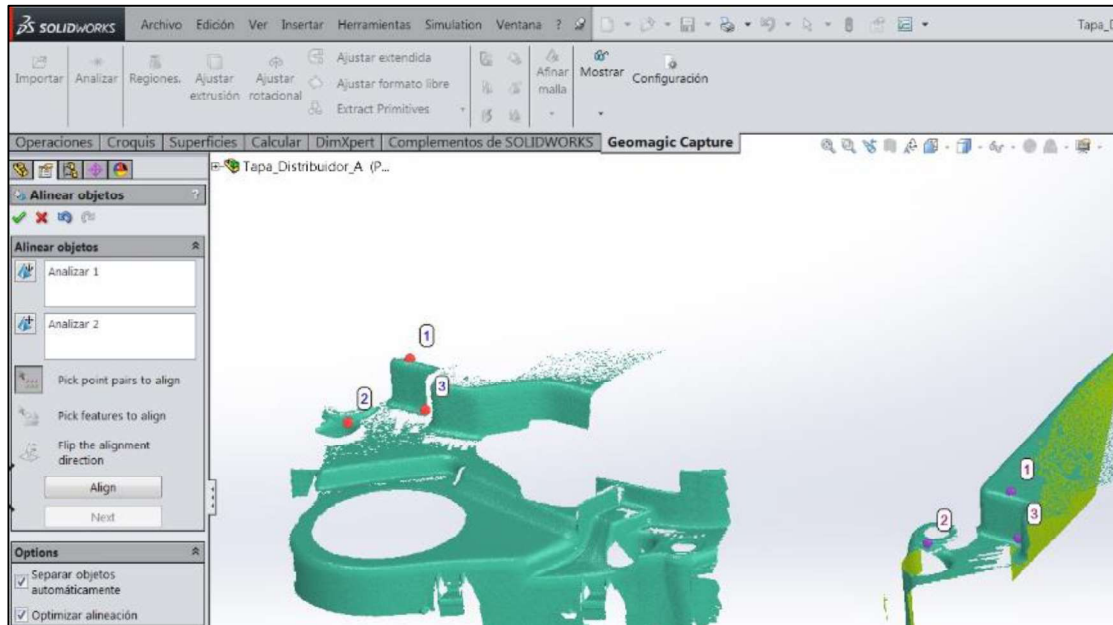 SOLIDWORKS Archivo Edición Ver Insertar Herramientas Simulation Ventana ? Tapa_D
Importar Analizar Regiones. Ajustar extrusión Ajustar rotacional
Ajustar extendida
Ajustar formato libre
Extract Primitives
Afinar malla
Mostrar
Configuración
Operaciones Croquis Superficies Calcular DimXpert Complementos de SOLIDWORKS Geomagic Capture
Tapa_Distribuidor_A (P...
Alinear objetos ?
Alinear objetos
Analizar 1
Analizar 2
Pick point pairs to align
Pick features to align
Flip the alignment
direction
Align
Next
Options
Separar objetos
automáticamente
Optimizar alineación
1
3
2
1
2
3